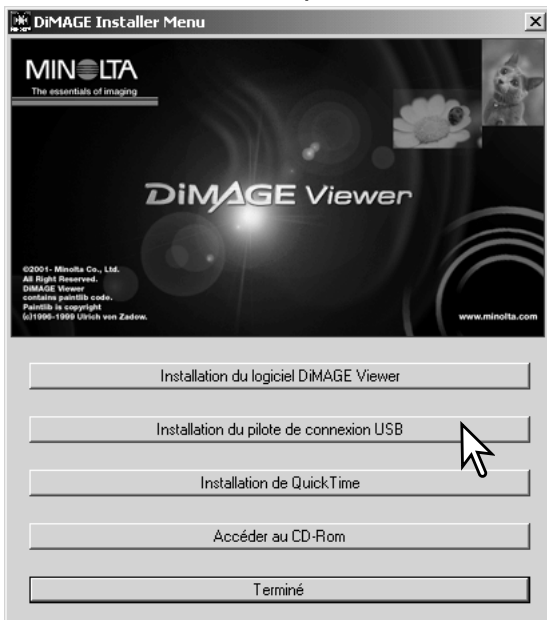 DiMAGE Installer Menu
MINOLTA
The essentials of imaging
DiMAGE Viewer
©2001- Minolta Co., Ltd.
All Right Reserved.
DiMAGE Viewer
contains paintlib code.
Paintlib is copyright
(c)1996-1999 Ulrich von Zadow.
www.minolta.com
Installation du logiciel DiMAGE Viewer
Installation du pilote de connexion USB
Installation de QuickTime
Accéder au CD-Rom
Terminé